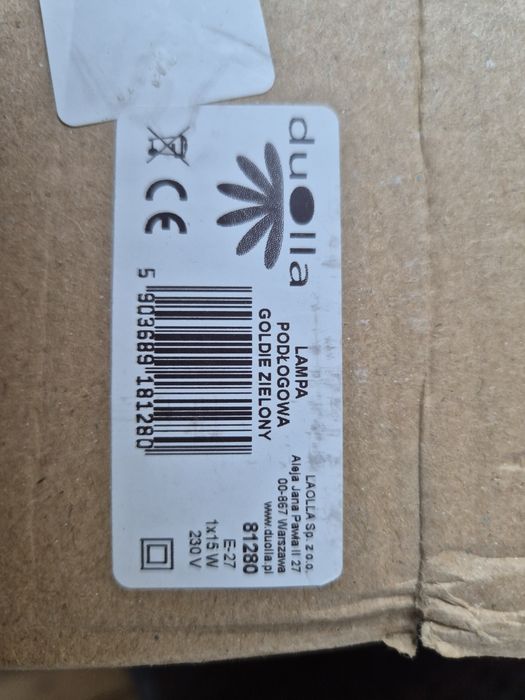 duolla
CE
LAMPA
PODŁOGOWA
GOLDIE ZIELONY
5 903689 181280
LAOLLA Sp. z o.o.
Aleja Jana Pawła II 27
00-867 Warszawa
www.duolla.pl
81280
E-27
1x15 W
230 V